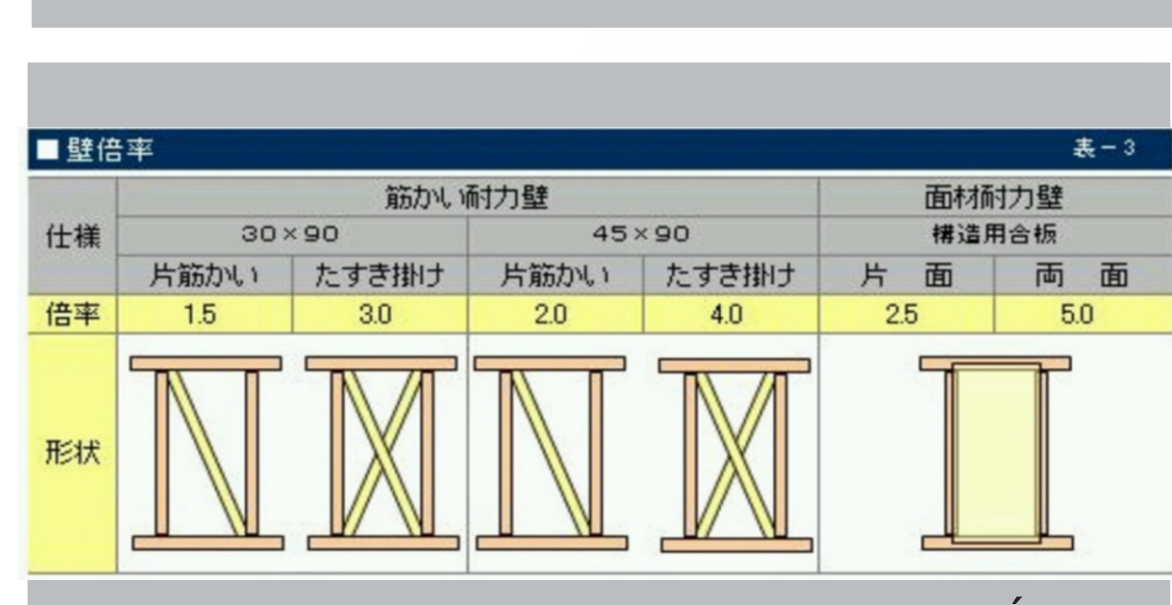 ■壁倍率 表－3
仕様 筋かい耐力壁 面材耐力壁
30×90 45×90 構造用合板
片筋かい たすき掛け 片筋かい たすき掛け 片 面 両 面
倍率 1.5 3.0 2.0 4.0 2.5 5.0
形状